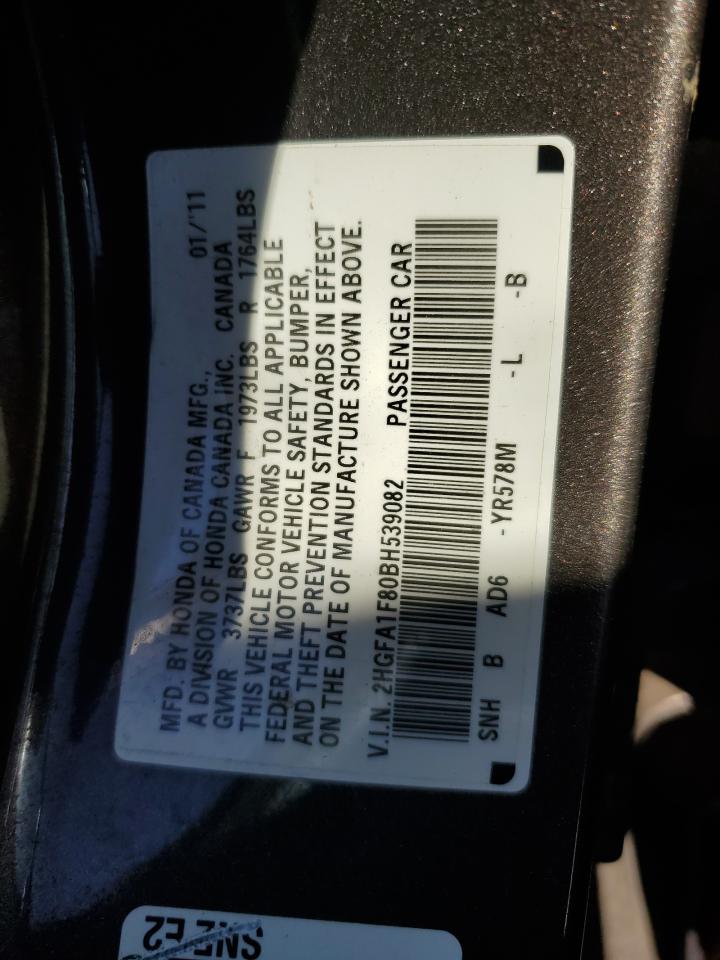 MFD. BY HONDA OF CANADA MFG., 01/'11
A DIVISION OF HONDA CANADA INC. CANADA
GVWR 3737LBS GAWR F 1973LBS R 1764LBS
THIS VEHICLE CONFORMS TO ALL APPLICABLE
FEDERAL MOTOR VEHICLE SAFETY, BUMPER,
AND THEFT PREVENTION STANDARDS IN EFFECT
ON THE DATE OF MANUFACTURE SHOWN ABOVE.
V.I.N. 2HGFA1F80BH539082 PASSENGER CAR
SNH B AD6 -YR578M -L -B